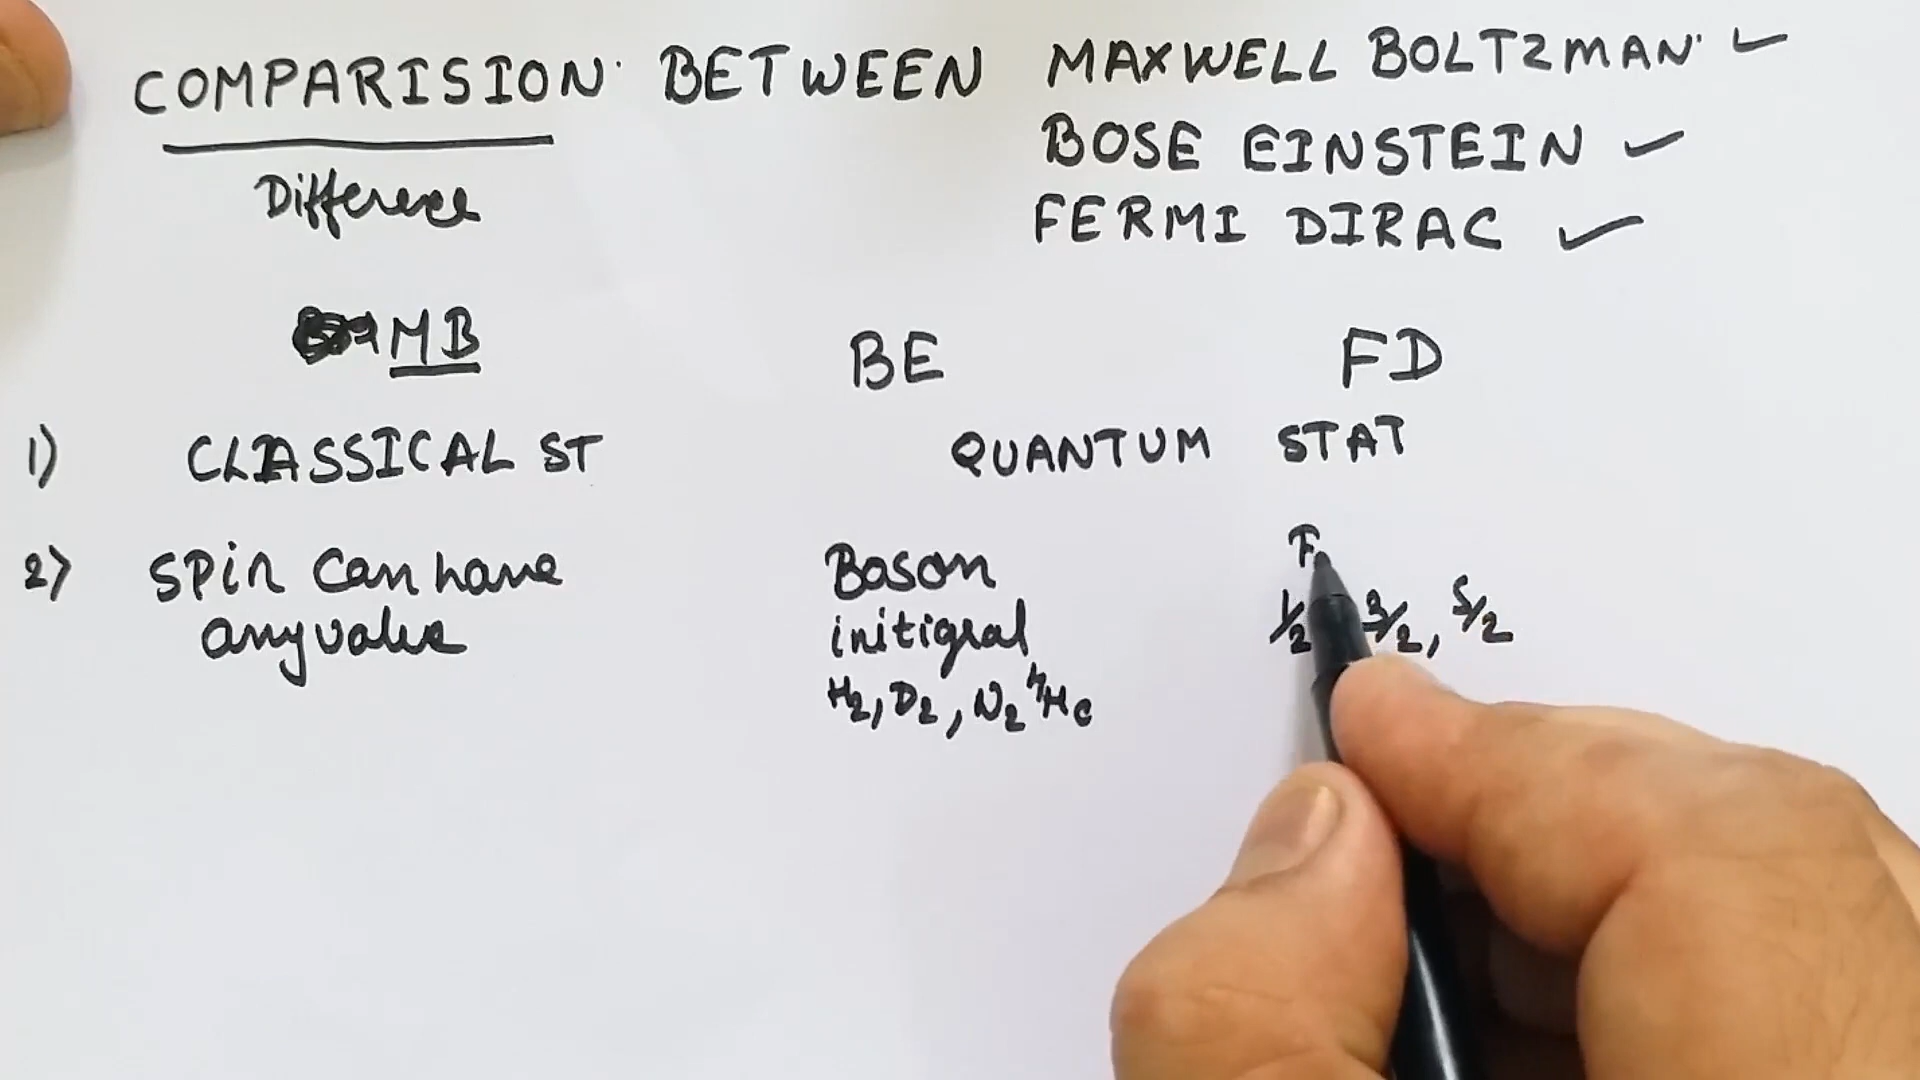 COMPARISION BETWEEN MAXWELL BOLTZMAN ✓
BOSE EINSTEIN ✓
FERMI DIRAC ✓
Difference
MB BE FD
1) CLASSICAL ST QUANTUM STAT
2) SPin Can have Boson F
any value initigral 1/2 3/2, 5/2
H2, D2, N2 4He